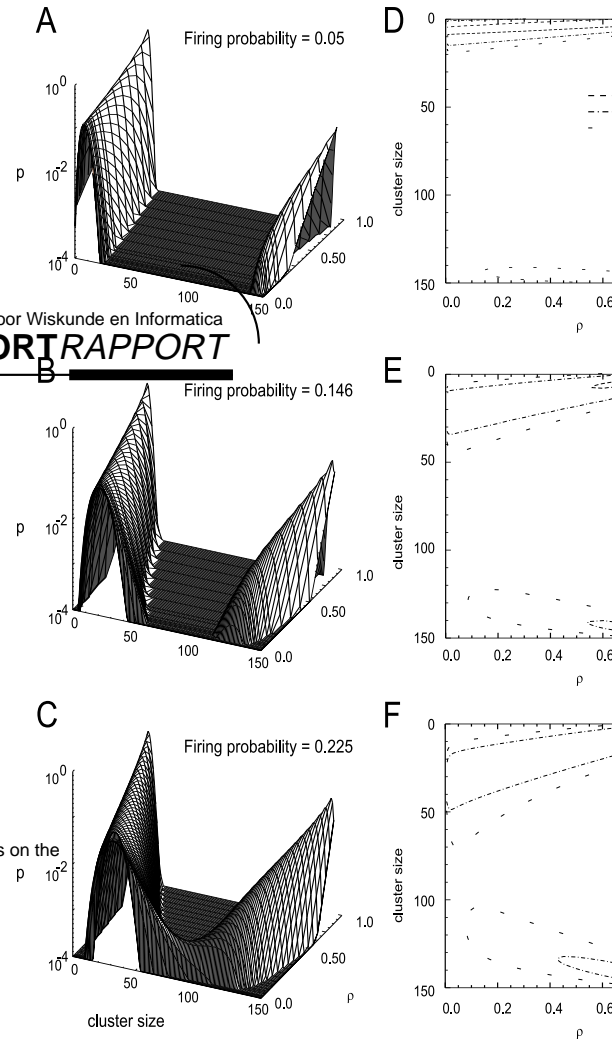 A
Firing probability = 0.05
10^0
p
10^-2
10^-4
0
50
100
150
0.0
0.50
1.0
D
0
50
100
150
cluster size
0.0
0.2
0.4
0.6
ρ
oor Wiskunde en Informatica
ORT RAPPORT
B
Firing probability = 0.146
10^0
p
10^-2
10^-4
0
50
100
150
0.0
0.50
1.0
E
0
50
100
150
cluster size
0.0
0.2
0.4
0.6
ρ
C
Firing probability = 0.225
10^0
s on the
p
10^-2
10^-4
0
50
100
150
0.0
0.50
1.0
ρ
cluster size
F
0
50
100
150
cluster size
0.0
0.2
0.4
0.6
ρ